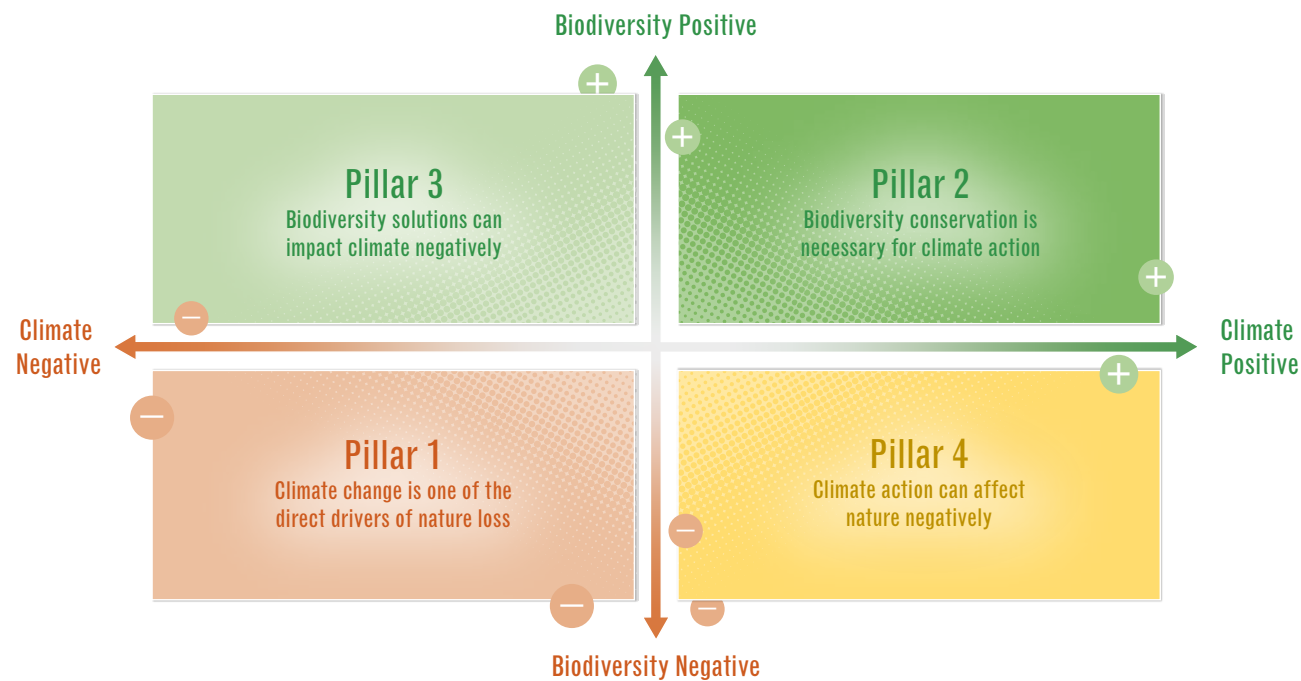 Biodiversity Positive
Pillar 3
Biodiversity solutions can
impact climate negatively
Pillar 2
Biodiversity conservation is
necessary for climate action
Climate
Negative
Climate
Positive
Pillar 1
Climate change is one of the
direct drivers of nature loss
Pillar 4
Climate action can affect
nature negatively
Biodiversity Negative